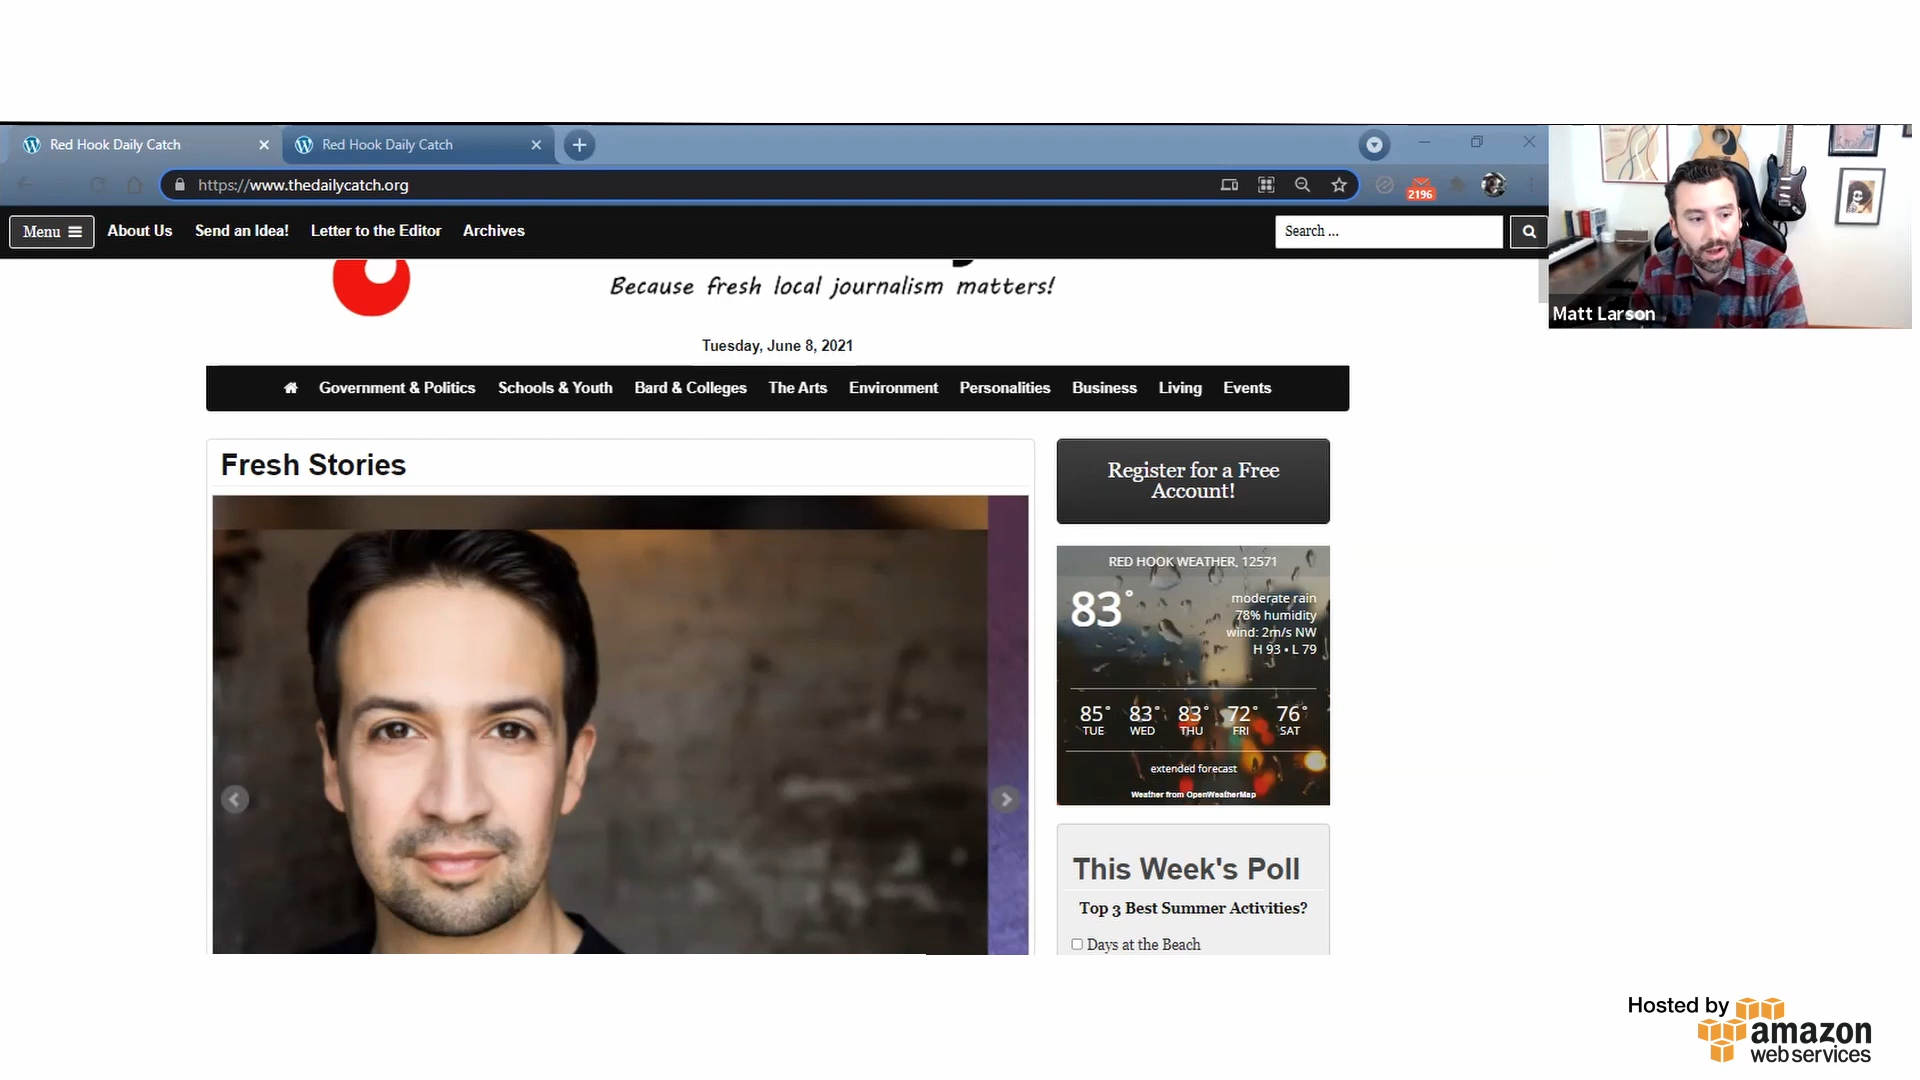 Red Hook Daily Catch
Red Hook Daily Catch
https://www.thedailycatch.org
2196
Menu
About Us
Send an Idea!
Letter to the Editor
Archives
Search ...
Matt Larson
Because fresh local journalism matters!
Tuesday, June 8, 2021
Government & Politics
Schools & Youth
Bard & Colleges
The Arts
Environment
Personalities
Business
Living
Events
Fresh Stories
Register for a Free
Account!
RED HOOK WEATHER, 12571
83°
moderate rain
78% humidity
wind: 2m/s NW
H 93 • L 79
85° 83° 83° 72° 76°
TUE WED THU FRI SAT
extended forecast
Weather from OpenWeatherMap
This Week's Poll
Top 3 Best Summer Activities?
Days at the Beach
Hosted by
amazon
web services